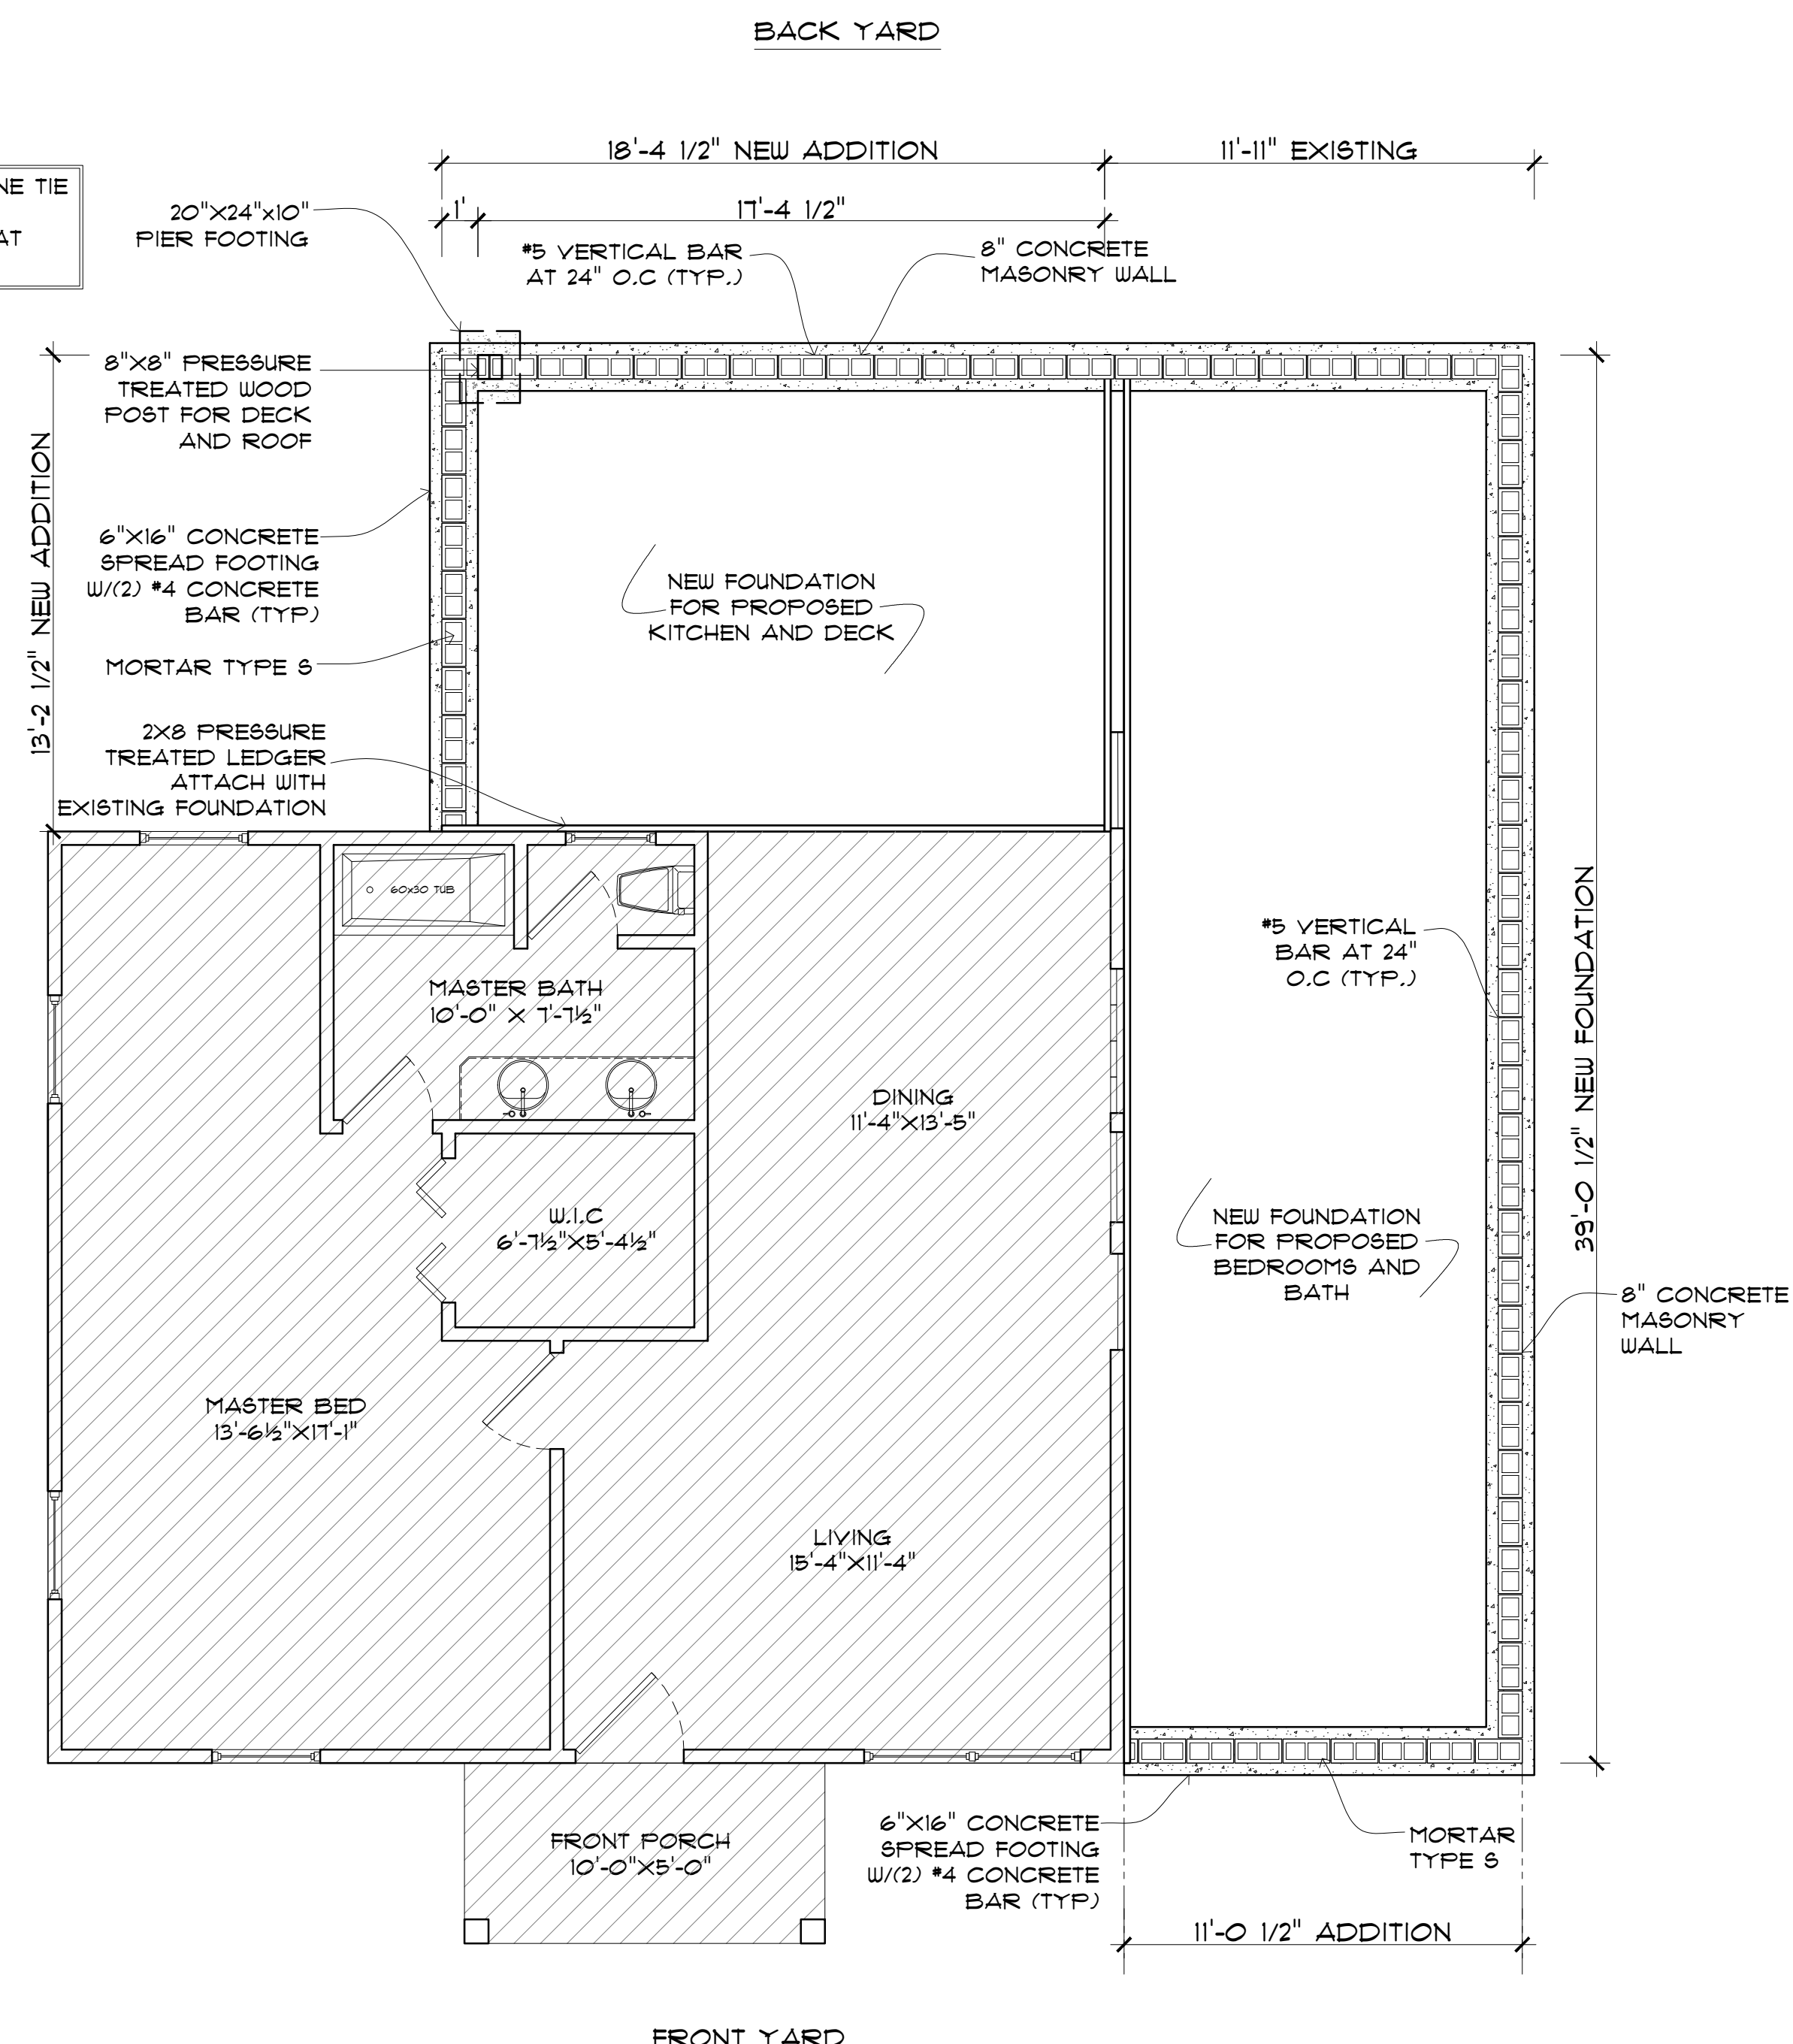 BACK YARD
18'-4 1/2" NEW ADDITION
11'-11" EXISTING
NE TIE
AT
20"X24"x10"
PIER FOOTING
1'
17'-4 1/2"
#5 VERTICAL BAR
AT 24" O.C (TYP.)
8" CONCRETE
MASONRY WALL
8"X8" PRESSURE
TREATED WOOD
POST FOR DECK
AND ROOF
13'-2 1/2" NEW ADDITION
6"X16" CONCRETE
SPREAD FOOTING
W/(2) #4 CONCRETE
BAR (TYP)
NEW FOUNDATION
FOR PROPOSED
KITCHEN AND DECK
MORTAR TYPE S
2X8 PRESSURE
TREATED LEDGER
ATTACH WITH
EXISTING FOUNDATION
60x30 TUB
MASTER BATH
10'-0" X 7'-7½"
#5 VERTICAL
BAR AT 24"
O.C (TYP.)
39'-0 1/2" NEW FOUNDATION
DINING
11'-4"X13'-5"
W.I.C
6'-7½"X5'-4½"
NEW FOUNDATION
FOR PROPOSED
BEDROOMS AND
BATH
8" CONCRETE
MASONRY
WALL
MASTER BED
13'-6½"X17'-1"
LIVING
15'-4"X11'-4"
FRONT PORCH
10'-0"X5'-0"
6"X16" CONCRETE
SPREAD FOOTING
W/(2) #4 CONCRETE
BAR (TYP)
MORTAR
TYPE S
11'-0 1/2" ADDITION
FRONT YARD